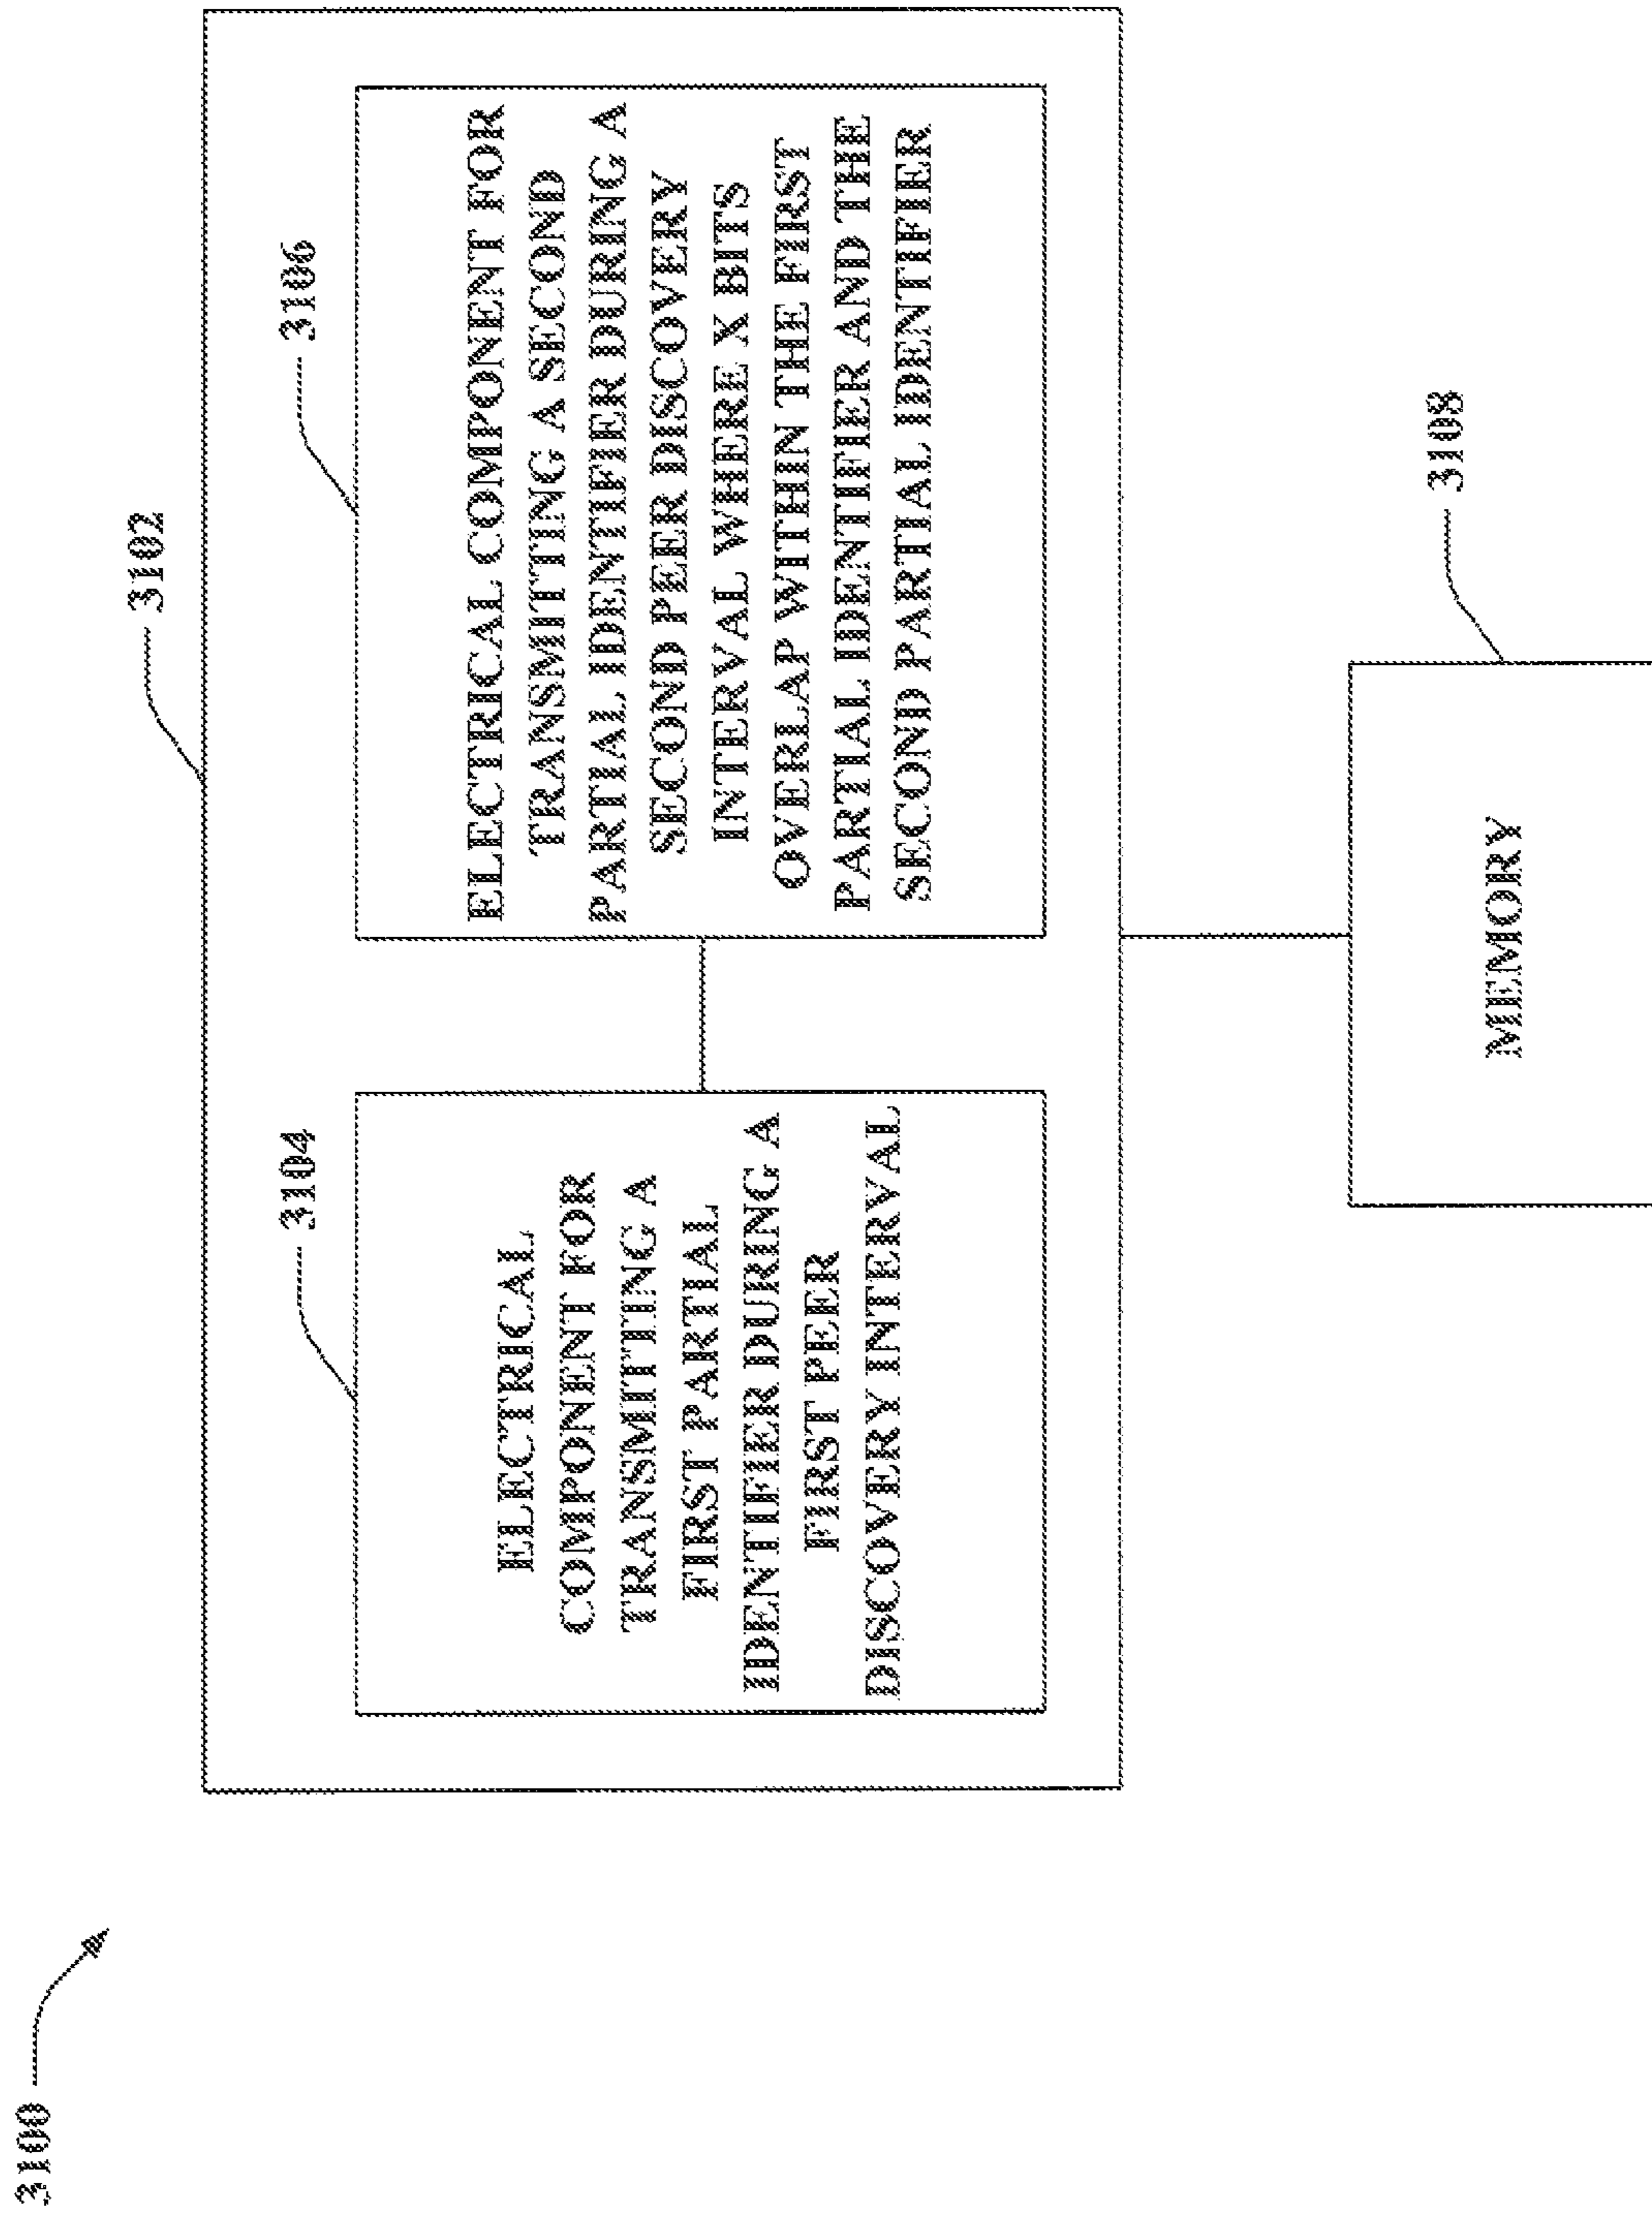 3100
3102
3104
ELECTRICAL
COMPONENT FOR
TRANSMITING A
FIRST PARTIAL
IDENTIFIER DURING A
FIRST PEER
DISCOVERY INTERVAL
3106
ELECTRICAL COMPONENT FOR
TRANSMITING A SECOND
PARTIAL IDENTIFIER DURING A
SECOND PEER DISCOVERY
INTERVAL WHERE X BITS
OVERLAP WITHIN THE FIRST
PARTIAL IDENTIFIER AND THE
SECOND PARTIAL IDENTIFIER
3108
MEMORY